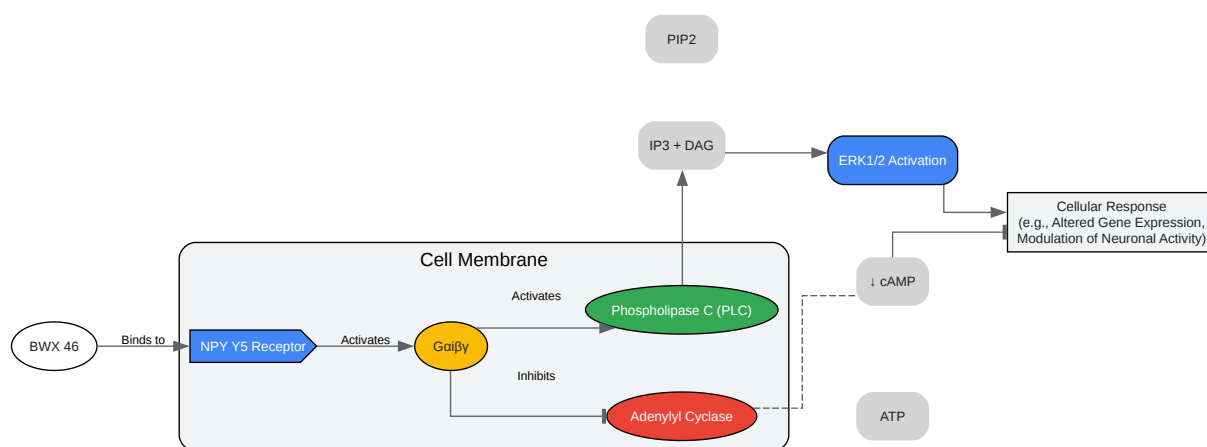 PIP2
IP3 + DAG
ERK1/2 Activation
Cellular Response
(e.g., Altered Gene Expression,
Modulation of Neuronal Activity)
Cell Membrane
↓ cAMP
Activates
Phospholipase C (PLC)
BWX 46
Binds to
NPY Y5 Receptor
Activates
Gαiβγ
Inhibits
Adenylyl Cyclase
ATP